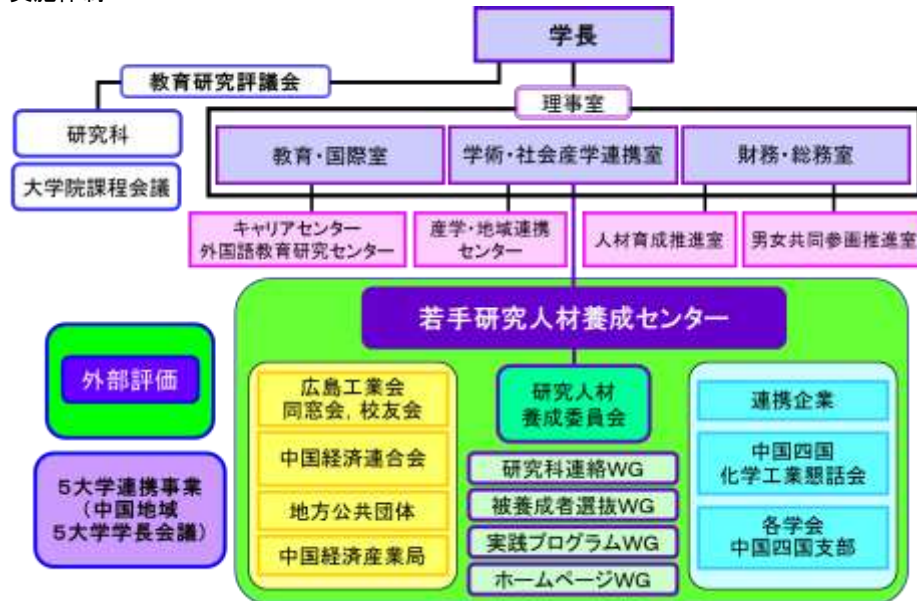 学長
教育研究評議会
理事室
研究科
大学院課程会議
教育・国際室
学術・社会産学連携室
財務・総務室
キャリアセンター
外国語教育研究センター
産学・地域連携
センター
人材育成推進室
男女共同参画推進室
若手研究人材養成センター
外部評価
5大学連携事業
(中国地域
5大学学長会議)
広島工業会
同窓会, 校友会
中国経済連合会
地方公共団体
中国経済産業局
研究人材
養成委員会
研究科連絡WG
被養成者選抜WG
実践プログラムWG
ホームページWG
連携企業
中国四国
化学工業懇話会
各学会
中国四国支部